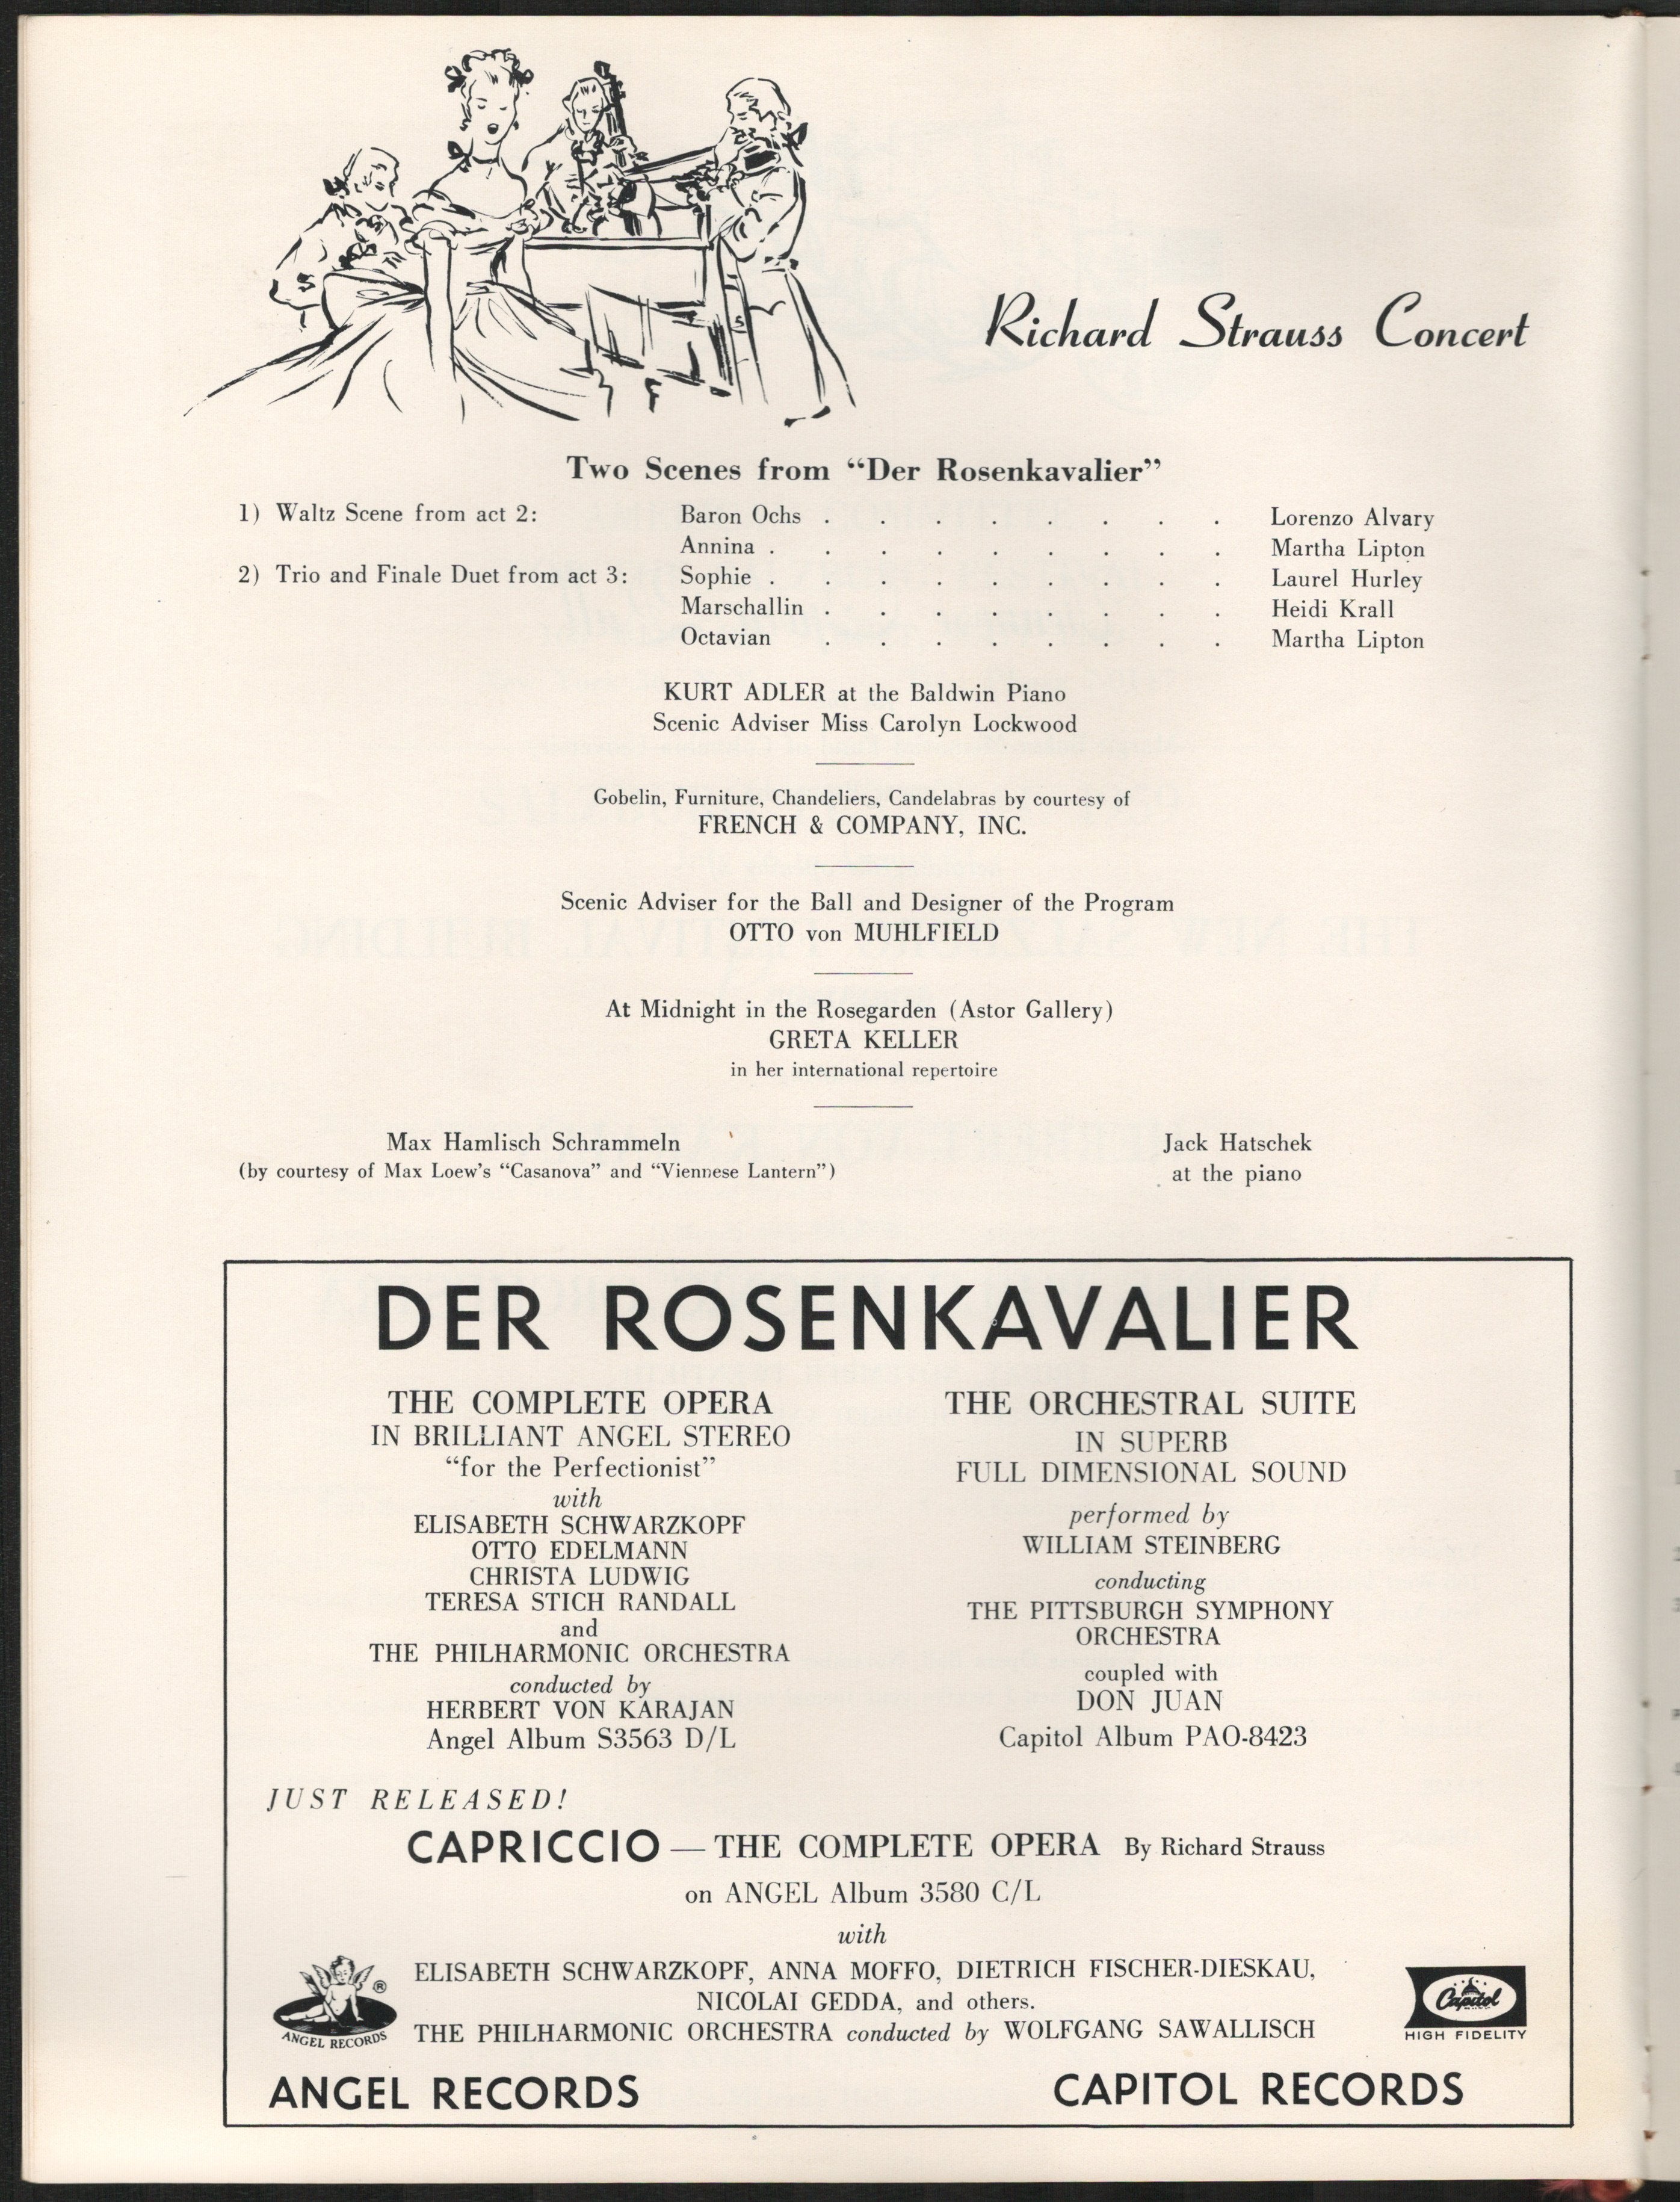 Richard Strauss Concert
Two Scenes from “Der Rosenkavalier”
1) Waltz Scene from act 2: Baron Ochs . . . . . . . . Lorenzo Alvary
Annina . . . . . . . . . Martha Lipton
2) Trio and Finale Duet from act 3: Sophie . . . . . . . . . Laurel Hurley
Marschallin . . . . . . . . Heidi Krall
Octavian . . . . . . . . Martha Lipton
KURT ADLER at the Baldwin Piano
Scenic Adviser Miss Carolyn Lockwood
Gobelin, Furniture, Chandeliers, Candelabras by courtesy of
FRENCH & COMPANY, INC.
Scenic Adviser for the Ball and Designer of the Program
OTTO von MUHLFIELD
At Midnight in the Rosegarden (Astor Gallery)
GRETA KELLER
in her international repertoire
Max Hamlisch Schrammeln
(by courtesy of Max Loew’s “Casanova” and “Viennese Lantern”)
Jack Hatschek
at the piano
DER ROSENKAVALIER
THE COMPLETE OPERA
IN BRILLIANT ANGEL STEREO
“for the Perfectionist”
with
ELISABETH SCHWARZKOPF
OTTO EDELMANN
CHRISTA LUDWIG
TERESA STICH RANDALL
and
THE PHILHARMONIC ORCHESTRA
conducted by
HERBERT VON KARAJAN
Angel Album S3563 D/L
THE ORCHESTRAL SUITE
IN SUPERB
FULL DIMENSIONAL SOUND
performed by
WILLIAM STEINBERG
conducting
THE PITTSBURGH SYMPHONY
ORCHESTRA
coupled with
DON JUAN
Capitol Album PAO-8423
JUST RELEASED!
CAPRICCIO — THE COMPLETE OPERA By Richard Strauss
on ANGEL Album 3580 C/L
with
ELISABETH SCHWARZKOPF, ANNA MOFFO, DIETRICH FISCHER-DIESKAU,
NICOLAI GEDDA, and others.
THE PHILHARMONIC ORCHESTRA conducted by WOLFGANG SAWALLISCH
®
ANGEL RECORDS
Capitol
HIGH FIDELITY
ANGEL RECORDS
CAPITOL RECORDS